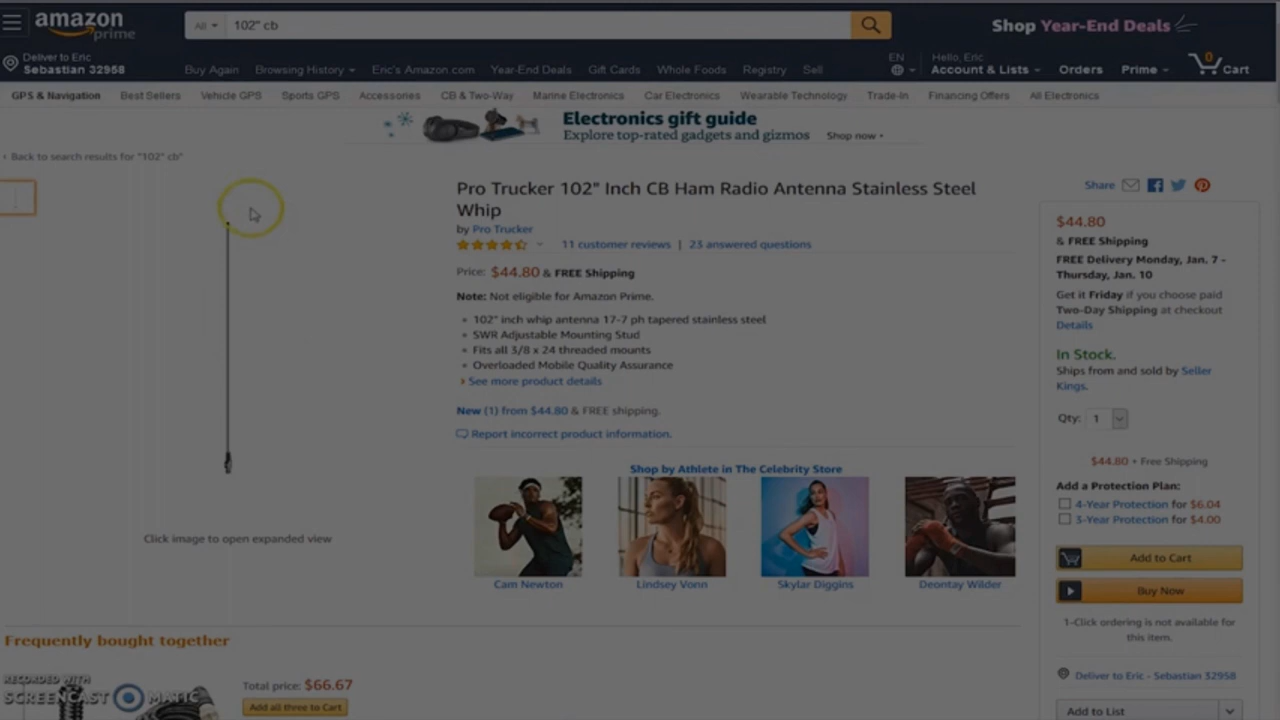 amazon
prime
All
102" cb
Shop Year-End Deals
Deliver to Eric
Sebastian 32958
Buy Again
Browsing History
Eric's Amazon.com
Year-End Deals
Gift Cards
Whole Foods
Registry
Sell
EN
Hello, Eric
Account & Lists
Orders
Prime
0
Cart
GPS & Navigation
Best Sellers
Vehicle GPS
Sports GPS
Accessories
CB & Two-Way
Marine Electronics
Car Electronics
Wearable Technology
Trade-In
Financing Offers
All Electronics
Electronics gift guide
Explore top-rated gadgets and gizmos
Shop now
‹ Back to search results for "102" cb"
Pro Trucker 102" Inch CB Ham Radio Antenna Stainless Steel
Whip
by Pro Trucker
11 customer reviews | 23 answered questions
Price: $44.80 & FREE Shipping
Note: Not eligible for Amazon Prime.
102" inch whip antenna 17-7 ph tapered stainless steel
SWR Adjustable Mounting Stud
Fits all 3/8 x 24 threaded mounts
Overloaded Mobile Quality Assurance
See more product details
New (1) from $44.80 & FREE shipping.
Report incorrect product information.
Click image to open expanded view
Shop by Athlete in The Celebrity Store
Cam Newton
Lindsey Vonn
Skylar Diggins
Deontay Wilder
Share
$44.80
& FREE Shipping
FREE Delivery Monday, Jan. 7 -
Thursday, Jan. 10
Get it Friday if you choose paid
Two-Day Shipping at checkout
Details
In Stock.
Ships from and sold by Seller
Kings.
Qty: 1
$44.80 + Free Shipping
Add a Protection Plan:
4-Year Protection for $6.04
3-Year Protection for $4.00
Add to Cart
Buy Now
1-Click ordering is not available for
this item.
Deliver to Eric - Sebastian 32958
Add to List
Frequently bought together
Total price: $66.67
Add all three to Cart
RECORDED WITH
SCREENCAST MATIC